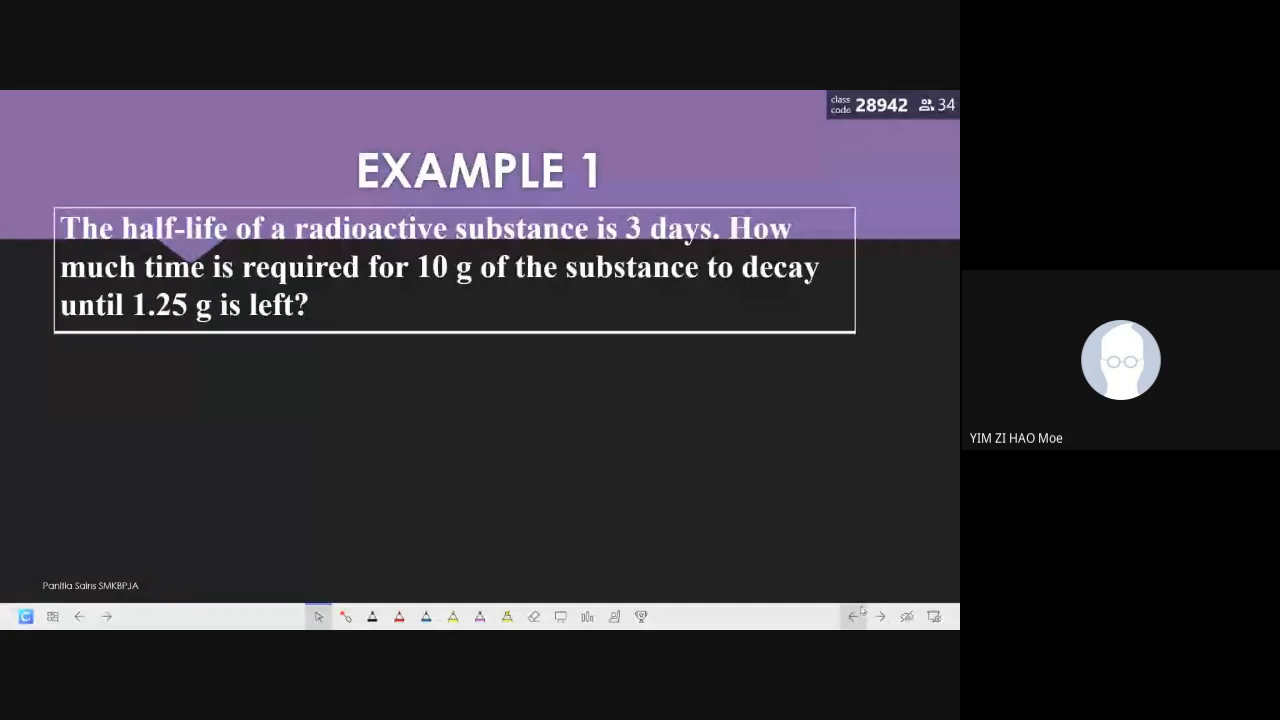 class
code 28942 34
EXAMPLE 1
The half-life of a radioactive substance is 3 days. How
much time is required for 10 g of the substance to decay
until 1.25 g is left?
YIM ZI HAO Moe
Panitia Sains SMKBPJA